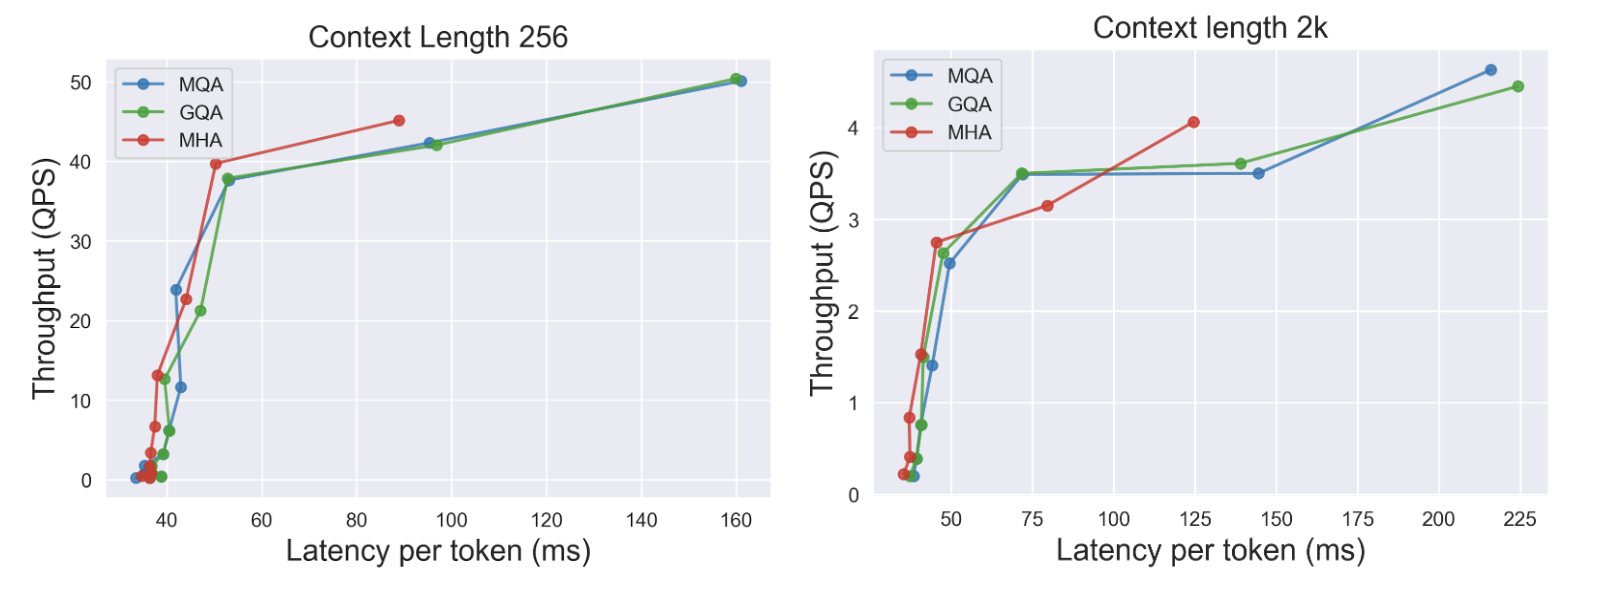 Context Length 256
50
40
30
20
10
0
Throughput (QPS)
MQA
GQA
MHA
40 60 80 100 120 140 160
Latency per token (ms)
Context length 2k
4
3
2
1
0
Throughput (QPS)
MQA
GQA
MHA
50 75 100 125 150 175 200 225
Latency per token (ms)